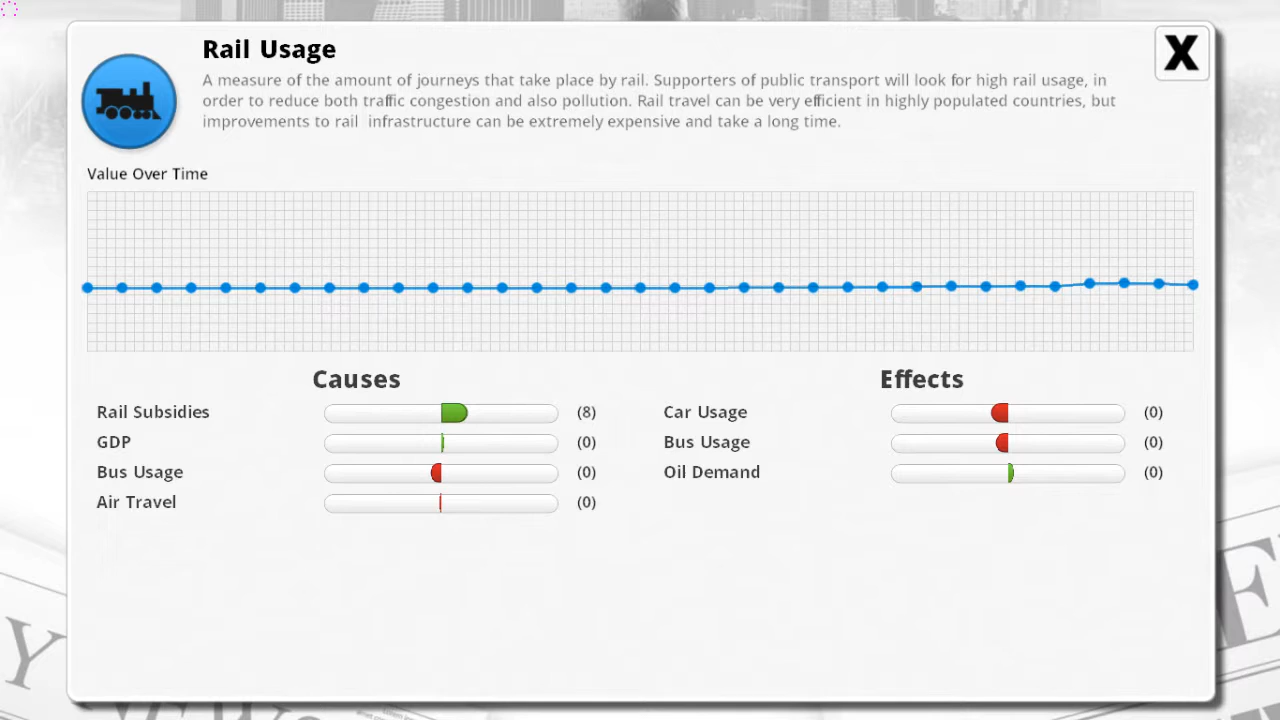 Rail Usage
X
A measure of the amount of journeys that take place by rail. Supporters of public transport will look for high rail usage, in
order to reduce both traffic congestion and also pollution. Rail travel can be very efficient in highly populated countries, but
improvements to rail infrastructure can be extremely expensive and take a long time.
Value Over Time
Causes
Effects
Rail Subsidies (8)
Car Usage (0)
GDP (0)
Bus Usage (0)
Bus Usage (0)
Oil Demand (0)
Air Travel (0)